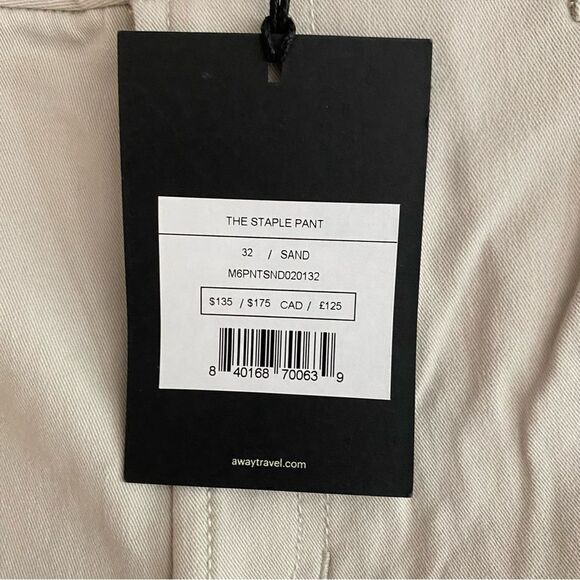 THE STAPLE PANT
32 / SAND
M6PNTSND020132
$135 / $175 CAD / £125
8 40168 70063 9
awaytravel.com